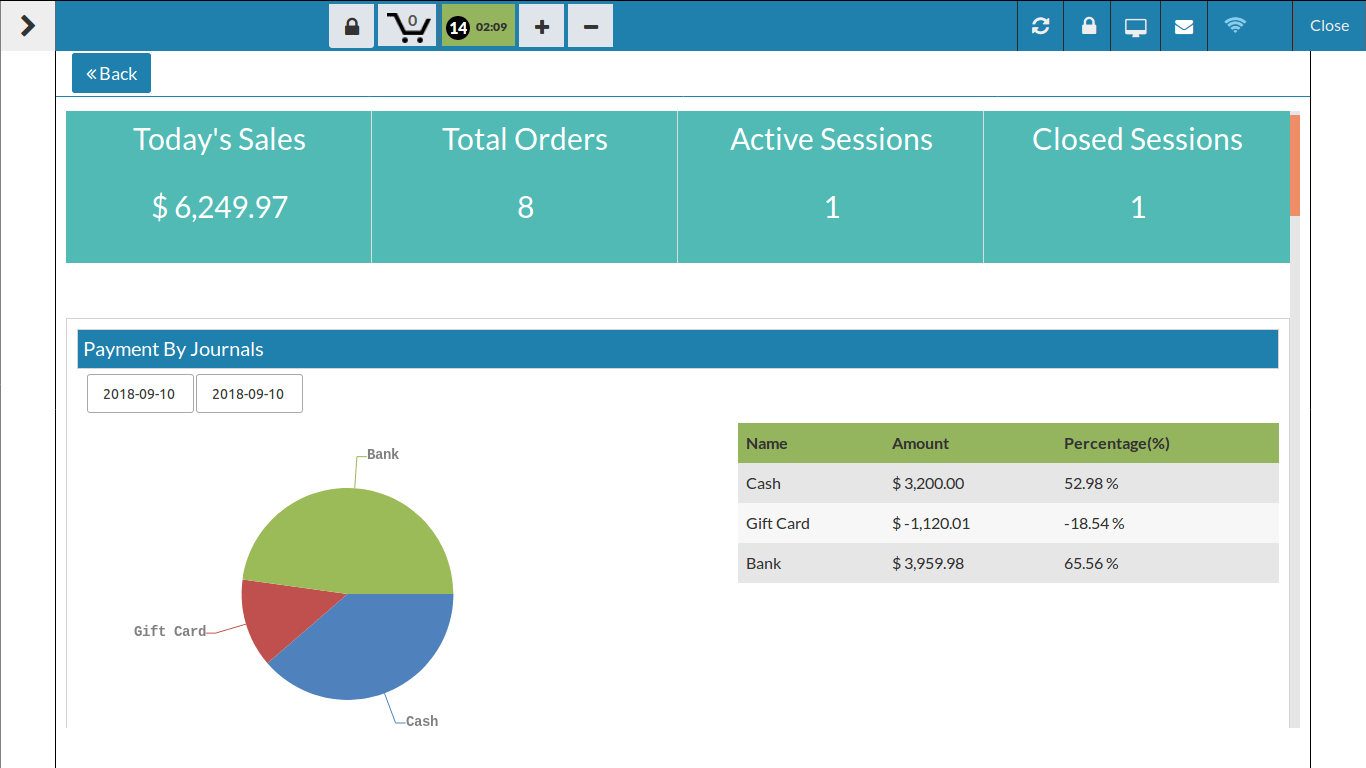 0 14 02:09 Close
Back
Today's Sales Total Orders Active Sessions Closed Sessions
$ 6,249.97 8 1 1
Payment By Journals
2018-09-10 2018-09-10
Name Amount Percentage(%)
Cash $ 3,200.00 52.98 %
Gift Card $ -1,120.01 -18.54 %
Bank $ 3,959.98 65.56 %
Bank
Gift Card
Cash